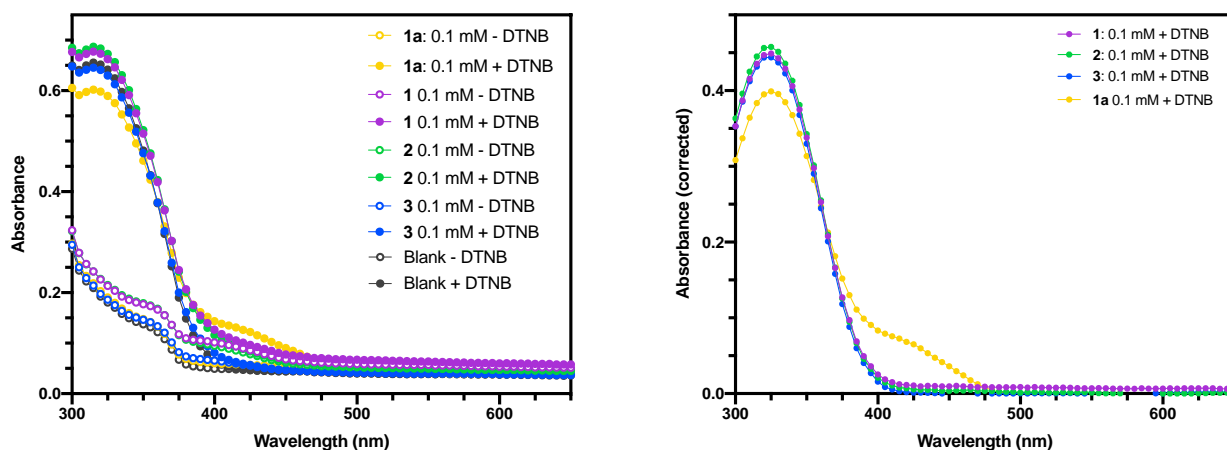 Absorbance
0.6
0.4
0.2
0.0
300
400
500
600
Wavelength (nm)
1a: 0.1 mM - DTNB
1a: 0.1 mM + DTNB
1 0.1 mM - DTNB
1 0.1 mM + DTNB
2 0.1 mM - DTNB
2 0.1 mM + DTNB
3 0.1 mM - DTNB
3 0.1 mM + DTNB
Blank - DTNB
Blank + DTNB
Absorbance (corrected)
0.4
0.2
0.0
300
400
500
600
Wavelength (nm)
1: 0.1 mM + DTNB
2: 0.1 mM + DTNB
3: 0.1 mM + DTNB
1a 0.1 mM + DTNB